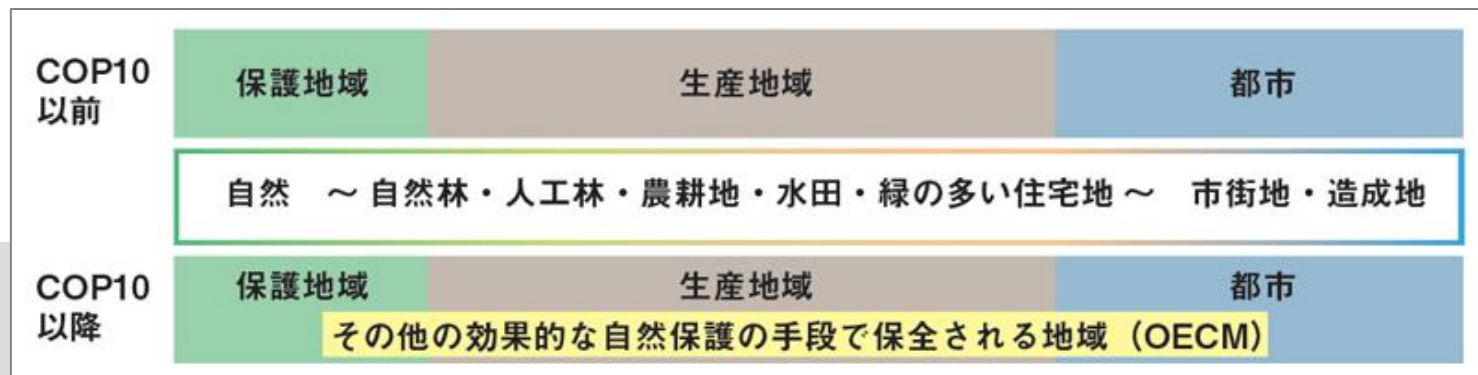 COP10
以前
保護地域
生産地域
都市
自然 ～ 自然林・人工林・農耕地・水田・緑の多い住宅地 ～ 市街地・造成地
COP10
以降
保護地域
生産地域
都市
その他の効果的な自然保護の手段で保全される地域（OECM）